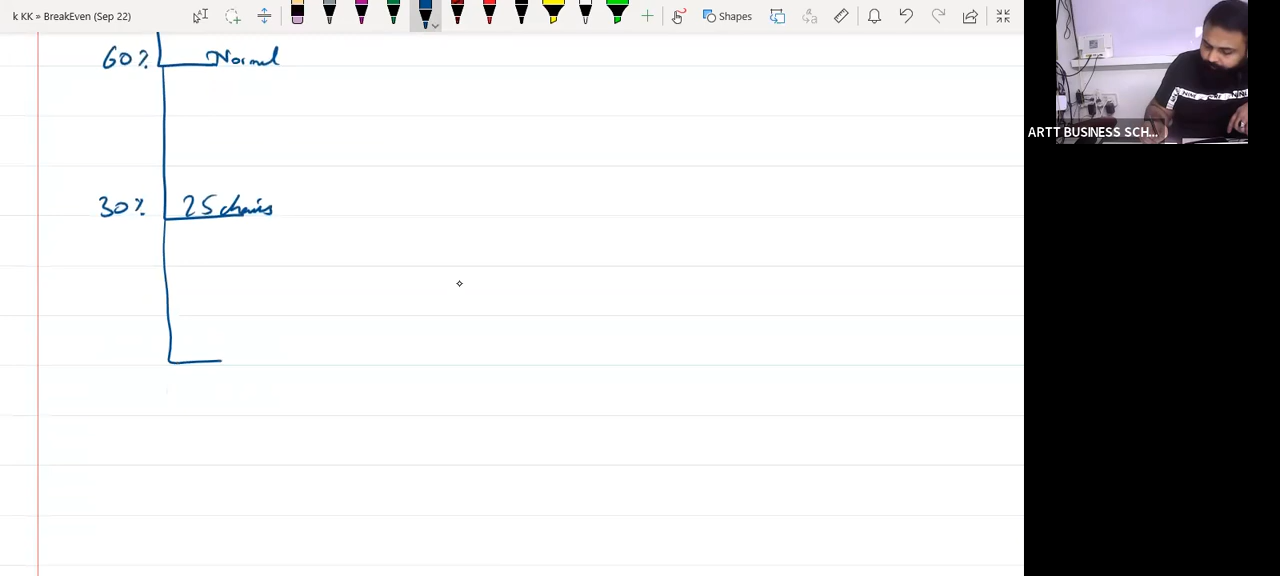 k KK » BreakEven (Sep 22)
Shapes
60% Normal
30% 25 chairs
ARTT BUSINESS SCH...